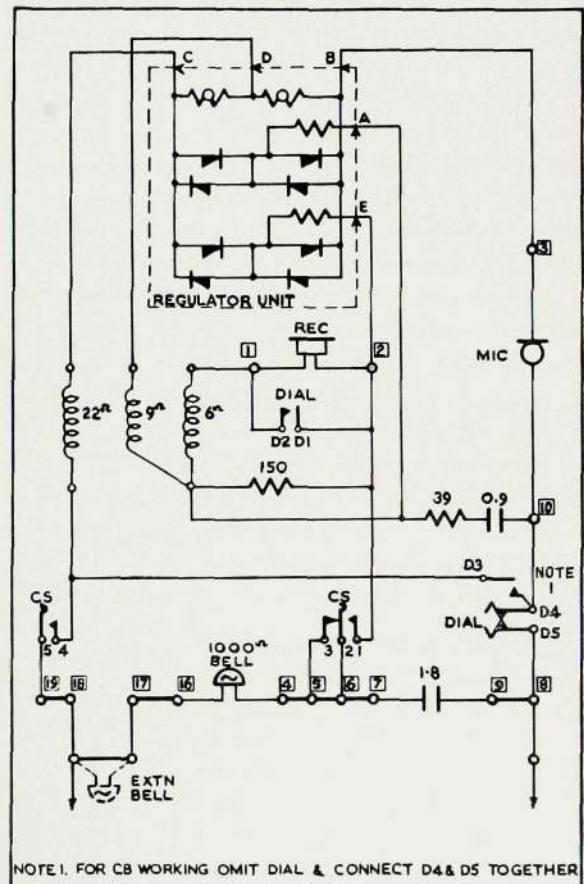 C D B
A
E
REGULATOR UNIT
3
REC
1 2
MIC
DIAL
22Ω 9Ω 6Ω
D2 D1
150
39 0.9 10
D3 NOTE 1
CS CS
D4
DIAL
D5
5 4
1000Ω
BELL
3 2 1
1·8
19 18 17 16 4 5 6 7 9 8
EXTN
BELL
NOTE 1. FOR CB WORKING OMIT DIAL & CONNECT D4 & D5 TOGETHER